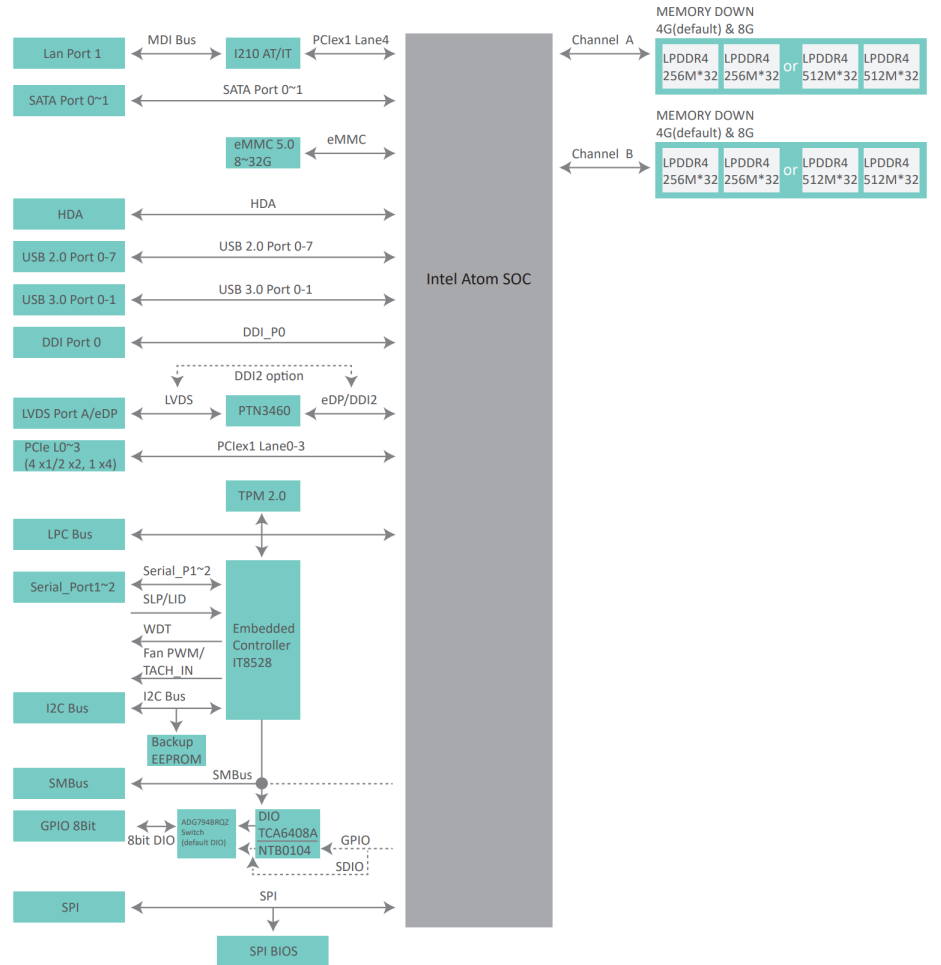 MEMORY DOWN
4G(default) & 8G
Lan Port 1
MDI Bus
I210 AT/IT
PCIex1 Lane4
Channel A
LPDDR4
256M*32
LPDDR4
256M*32
or
LPDDR4
512M*32
LPDDR4
512M*32
SATA Port 0~1
SATA Port 0~1
MEMORY DOWN
4G(default) & 8G
eMMC 5.0
8~32G
eMMC
Channel B
LPDDR4
256M*32
LPDDR4
256M*32
or
LPDDR4
512M*32
LPDDR4
512M*32
HDA
HDA
USB 2.0 Port 0-7
USB 2.0 Port 0-7
Intel Atom SOC
USB 3.0 Port 0-1
USB 3.0 Port 0-1
DDI Port 0
DDI_P0
DDI2 option
LVDS Port A/eDP
LVDS
PTN3460
eDP/DDI2
PCIe L0~3
(4 x1/2 x2, 1 x4)
PCIex1 Lane0-3
TPM 2.0
LPC Bus
Serial_Port1~2
Serial_P1~2
SLP/LID
WDT
Fan PWM/
TACH_IN
Embedded
Controller
IT8528
I2C Bus
I2C Bus
Backup
EEPROM
SMBus
SMBus
GPIO 8Bit
8bit DIO
ADG794BRQZ
Switch
(default DIO)
DIO
TCA6408A
NTB0104
GPIO
SDIO
SPI
SPI
SPI BIOS